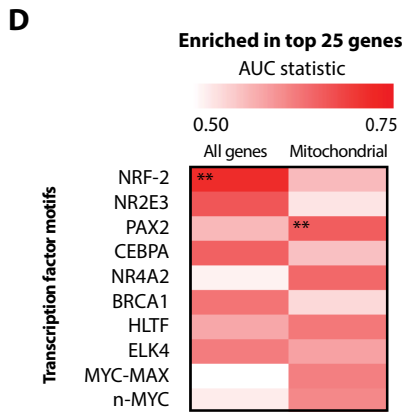 D
Enriched in top 25 genes
AUC statistic
0.50 0.75
All genes Mitochondrial
Transcription factor motifs
NRF-2 **
NR2E3
PAX2 **
CEBPA
NR4A2
BRCA1
HLTF
ELK4
MYC-MAX
n-MYC